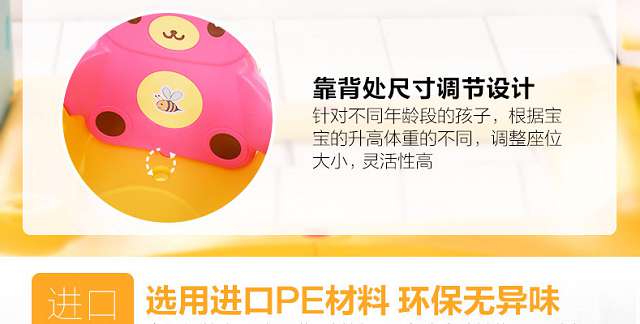 靠背处尺寸调节设计
针对不同年龄段的孩子，根据宝
宝的升高体重的不同，调整座位
大小，灵活性高
进口
选用进口PE材料 环保无异味